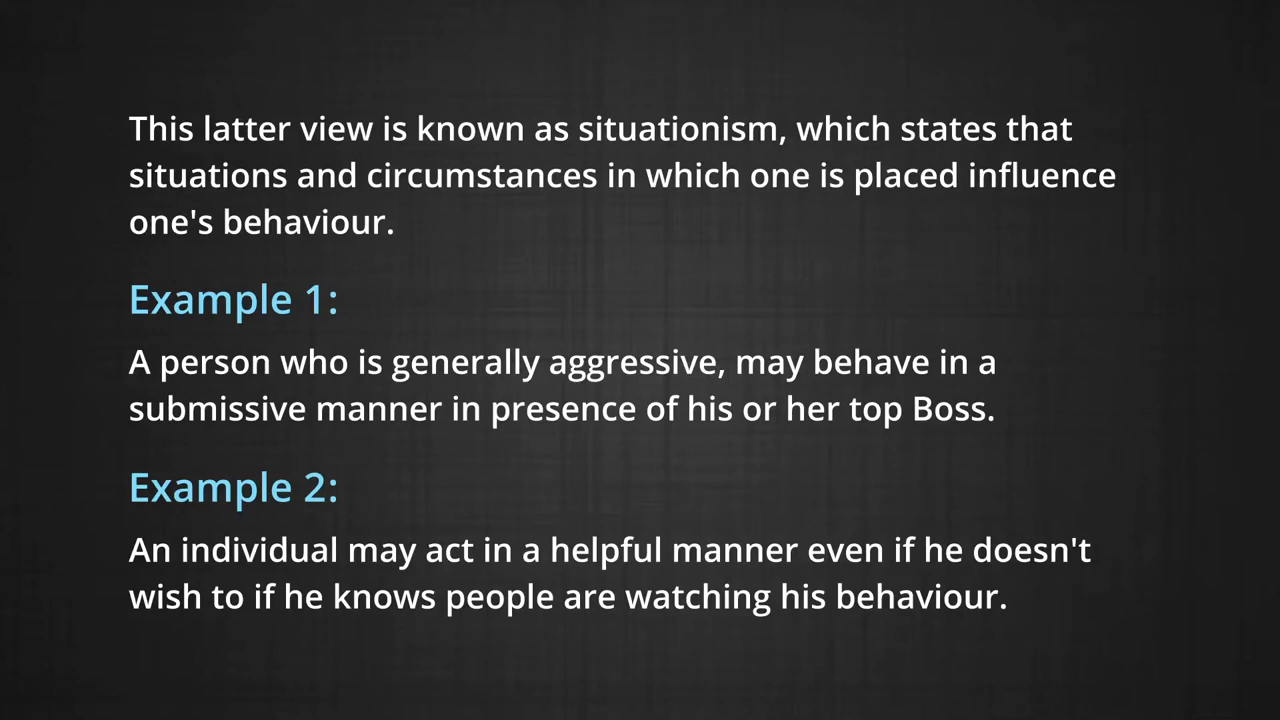 This latter view is known as situationism, which states that
situations and circumstances in which one is placed influence
one's behaviour.
Example 1:
A person who is generally aggressive, may behave in a
submissive manner in presence of his or her top Boss.
Example 2:
An individual may act in a helpful manner even if he doesn't
wish to if he knows people are watching his behaviour.